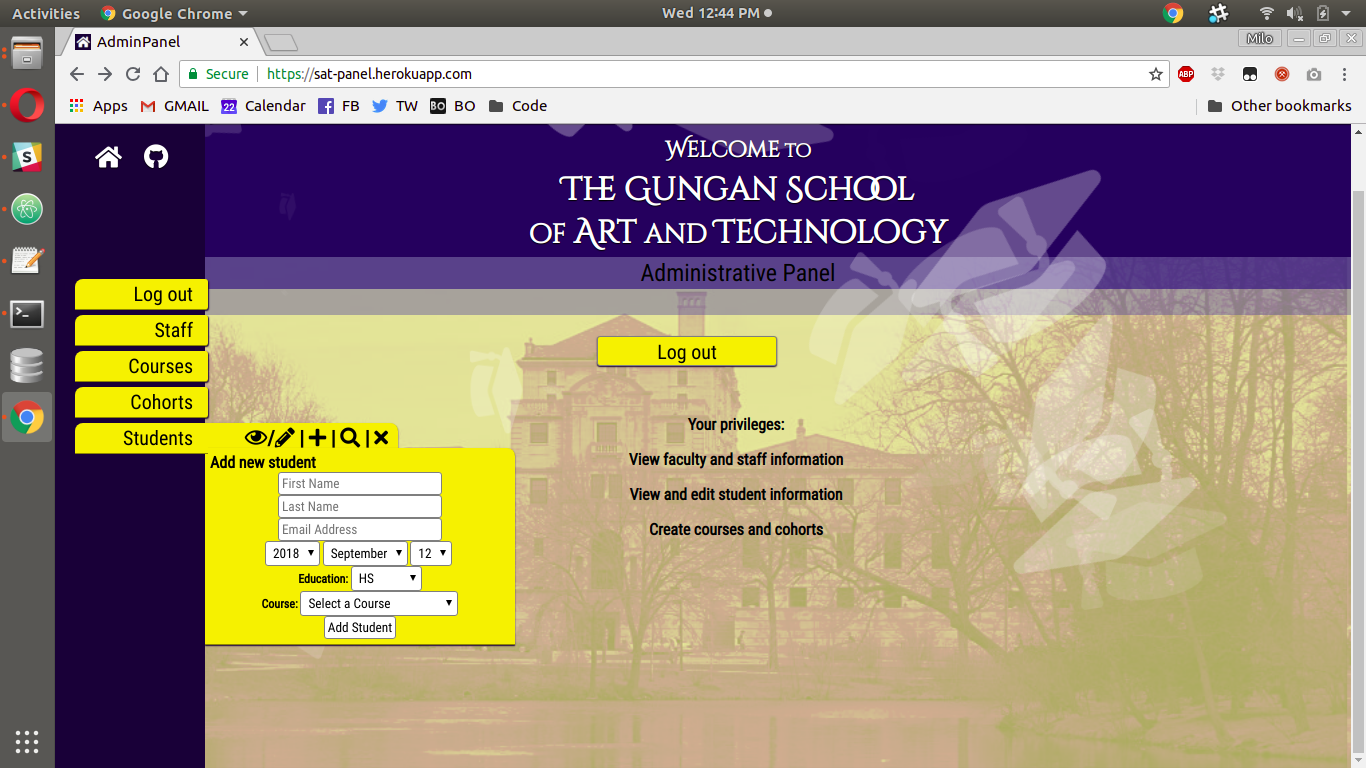 Activities Google Chrome Wed 12:44 PM
AdminPanel Milo
Secure https://sat-panel.herokuapp.com ABP
Apps GMAIL 22 Calendar FB TW BO BO Code Other bookmarks
Welcome to
The Gungan School
of Art and Technology
Administrative Panel
Log out
Staff
Courses
Cohorts
Students / | | |
Add new student
First Name
Last Name
Email Address
2018 September 12
Education: HS
Course: Select a Course
Add Student
Log out
Your privileges:
View faculty and staff information
View and edit student information
Create courses and cohorts